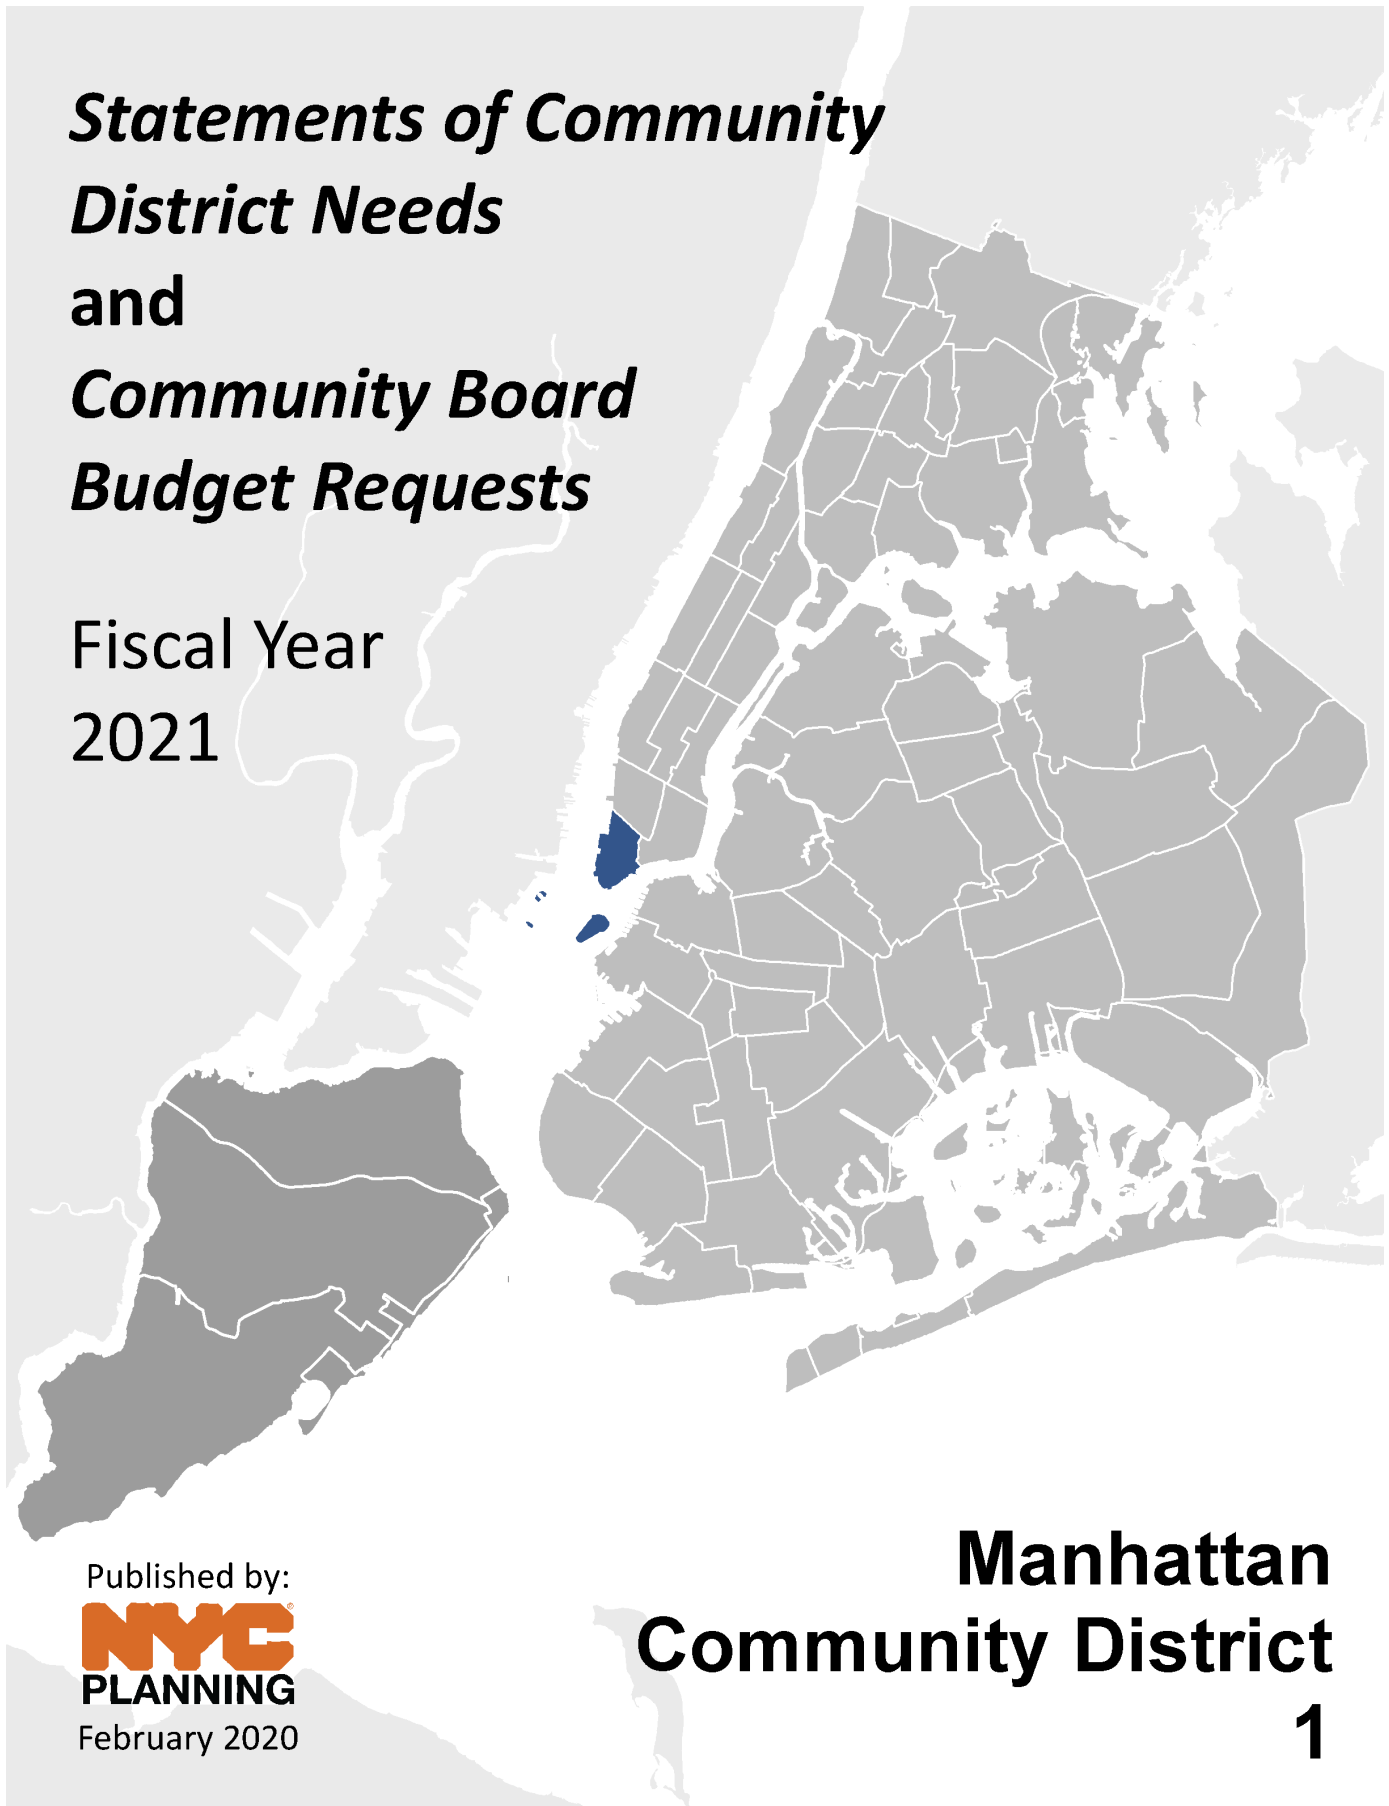 Statements of Community
District Needs
and
Community Board
Budget Requests
Fiscal Year
2021
Published by:
NYC®
PLANNING
February 2020
Manhattan
Community District
1